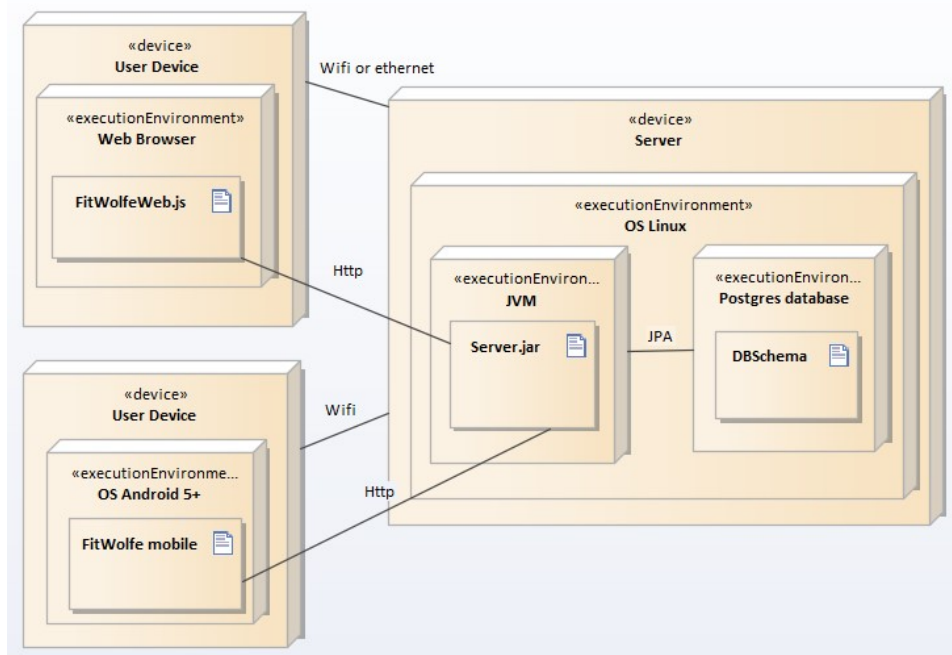 «device»
User Device
«executionEnvironment»
Web Browser
FitWolfeWeb.js
Wifi or ethernet
Http
«device»
Server
«executionEnvironment»
OS Linux
«executionEnviron...
JVM
Server.jar
JPA
«executionEnviron...
Postgres database
DBSchema
«device»
User Device
«executionEnvironme...
OS Android 5+
FitWolfe mobile
Wifi
Http